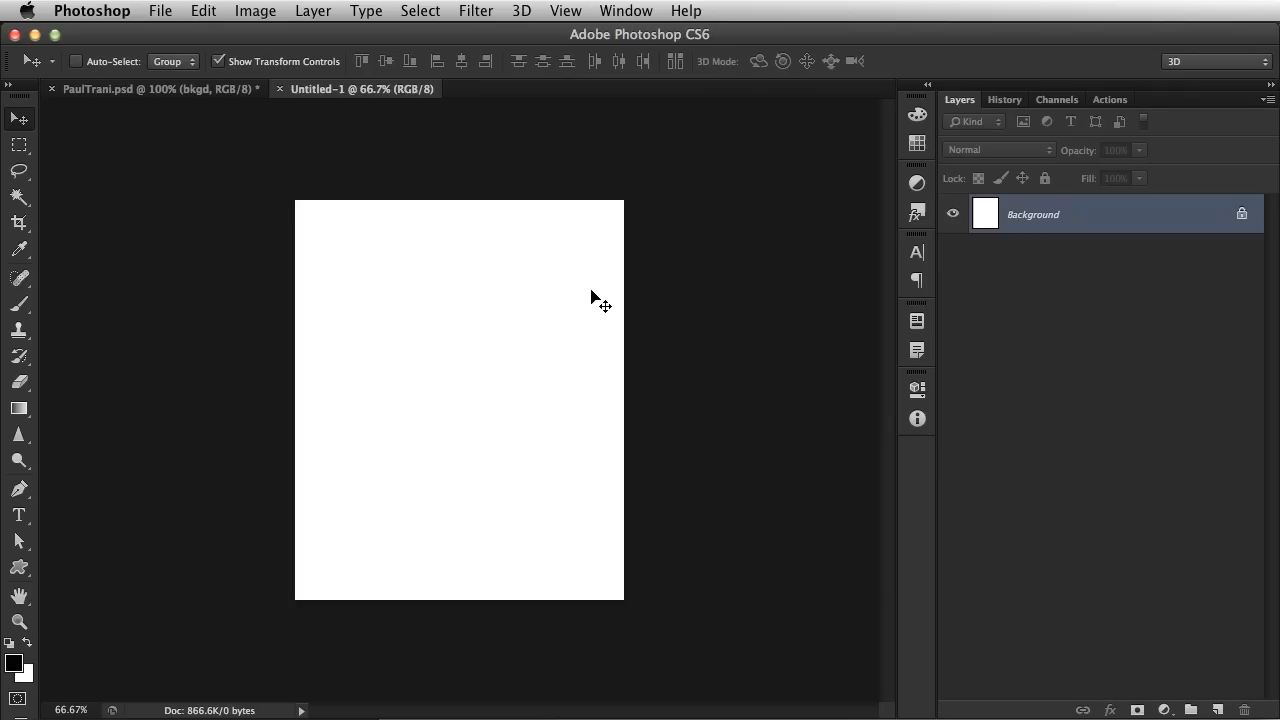 Photoshop File Edit Image Layer Type Select Filter 3D View Window Help
Adobe Photoshop CS6
Auto-Select: Group Show Transform Controls 3D Mode: 3D
PaulTrani.psd @ 100% (bkgd, RGB/8) * Untitled-1 @ 66.7% (RGB/8)
Layers History Channels Actions
Kind
Normal Opacity: 100%
Lock: Fill: 100%
Background
66.67% Doc: 866.6K/0 bytes